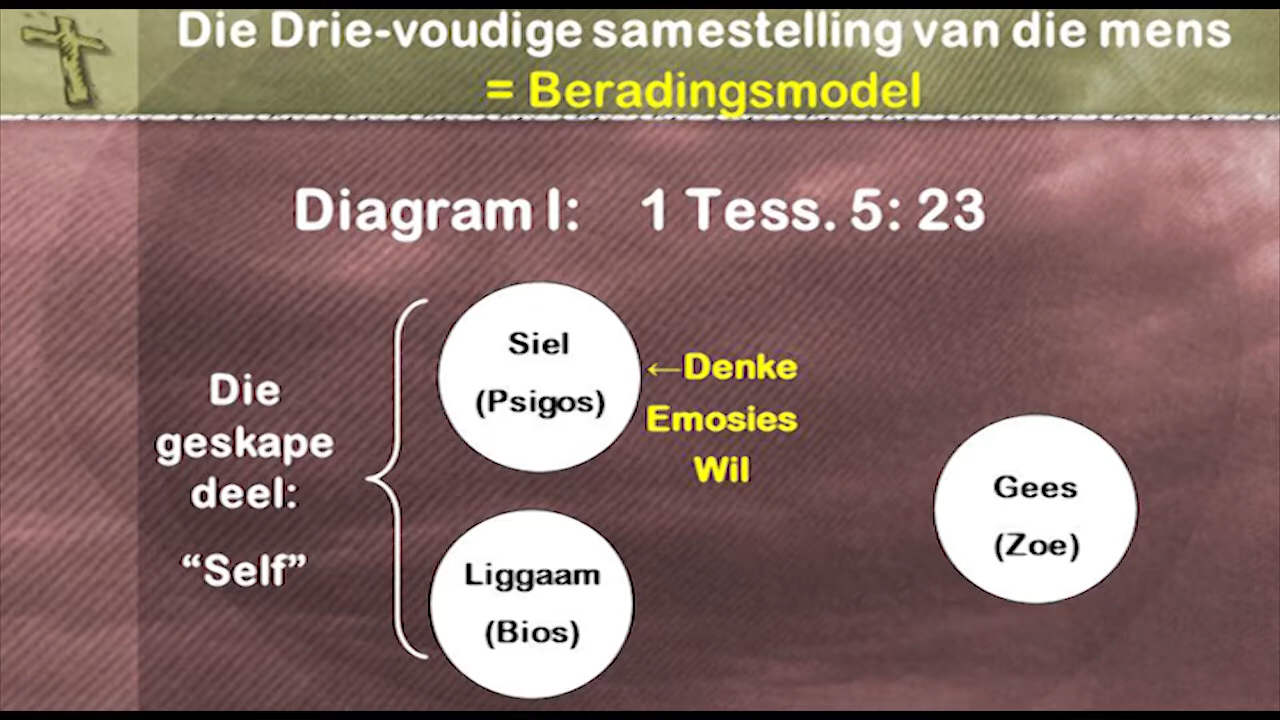 Die Drie-voudige samestelling van die mens
= Beradingsmodel
Diagram I: 1 Tess. 5: 23
Die
geskape
deel:
“Self”
Siel
(Psigos)
←Denke
Emosies
Wil
Liggaam
(Bios)
Gees
(Zoe)